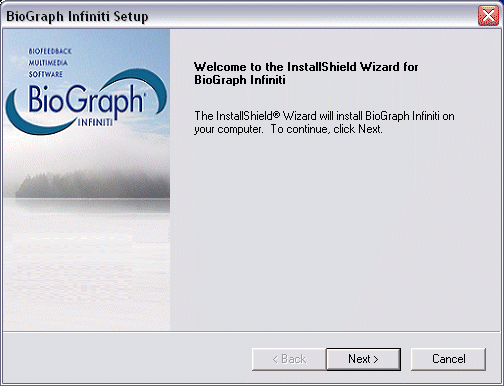 BioGraph Infiniti Setup
BIOFEEDBACK
MULTIMEDIA
SOFTWARE
BioGraph
INFINITI
Welcome to the InstallShield Wizard for
BioGraph Infiniti
The InstallShield® Wizard will install BioGraph Infiniti on
your computer. To continue, click Next.
< Back
Next >
Cancel